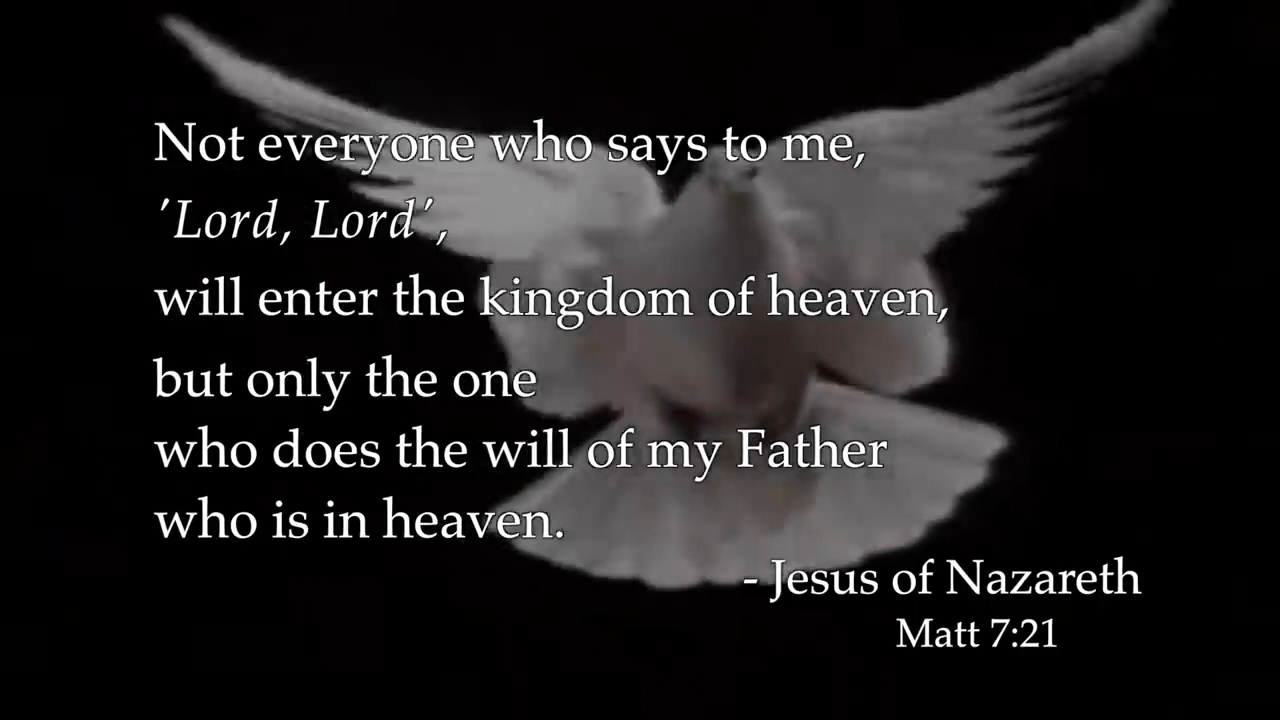 Not everyone who says to me,
'Lord, Lord',
will enter the kingdom of heaven,
but only the one
who does the will of my Father
who is in heaven.
- Jesus of Nazareth
Matt 7:21